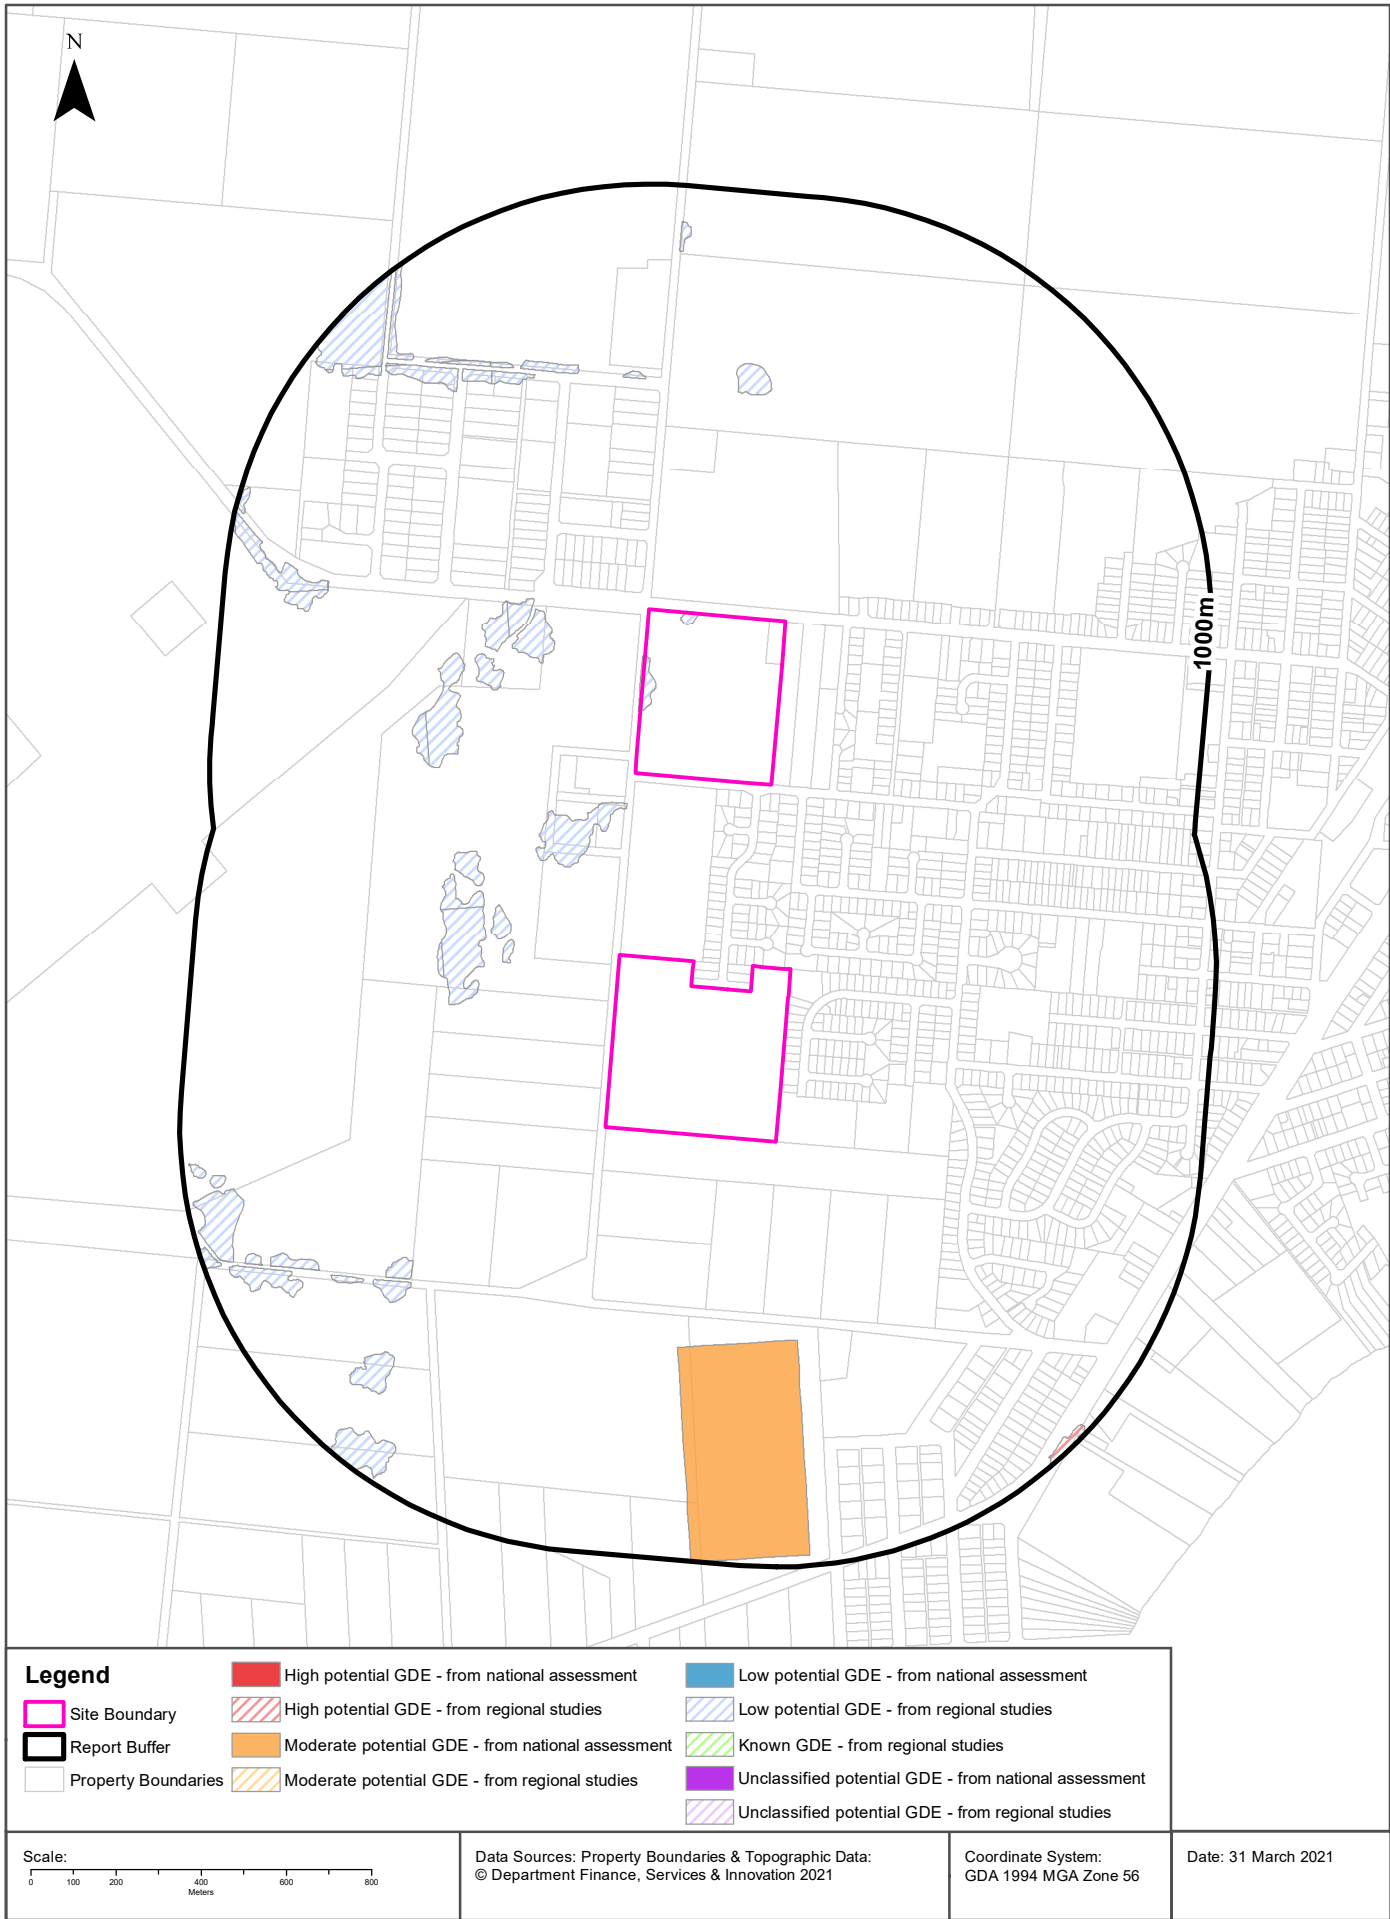 N
1000m
Legend
Site Boundary
Report Buffer
Property Boundaries
High potential GDE - from national assessment
High potential GDE - from regional studies
Moderate potential GDE - from national assessment
Moderate potential GDE - from regional studies
Low potential GDE - from national assessment
Low potential GDE - from regional studies
Known GDE - from regional studies
Unclassified potential GDE - from national assessment
Unclassified potential GDE - from regional studies
Scale:
0 100 200 400 600 800
Meters
Data Sources: Property Boundaries & Topographic Data:
© Department Finance, Services & Innovation 2021
Coordinate System:
GDA 1994 MGA Zone 56
Date: 31 March 2021